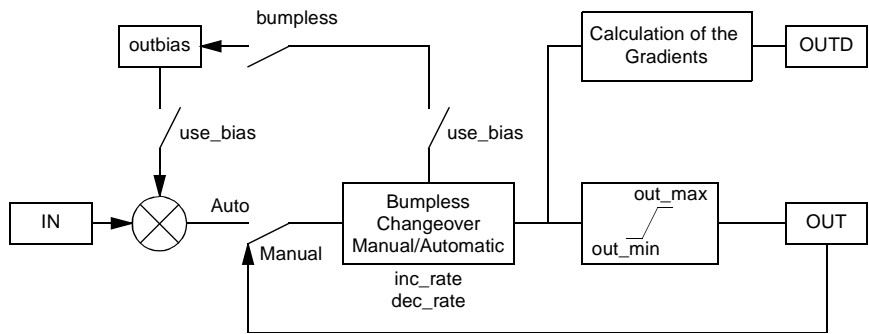 bumpless
outbias
Calculation of the
Gradients
OUTD
use_bias
use_bias
IN
Auto
Manual
Bumpless
Changeover
Manual/Automatic
out_max
out_min
OUT
inc_rate
dec_rate